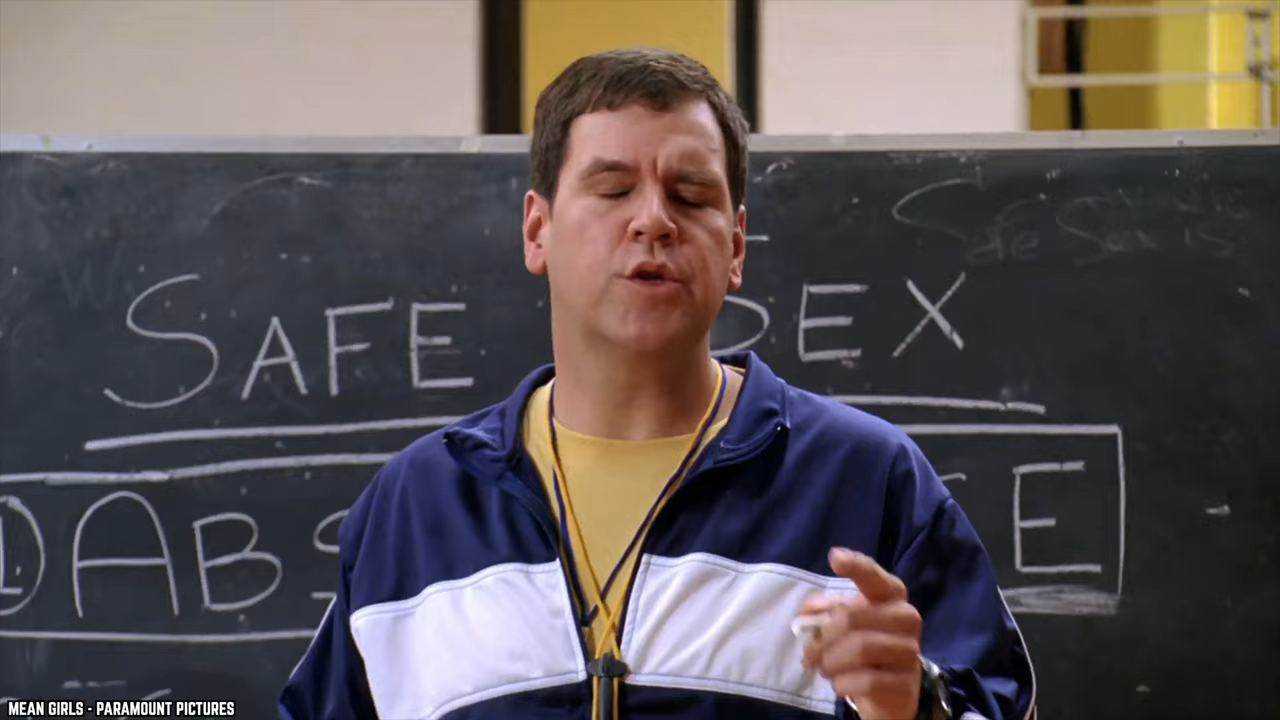 Safe Sex is
SAFE SEX
1. ABS E
MEAN GIRLS - PARAMOUNT PICTURES